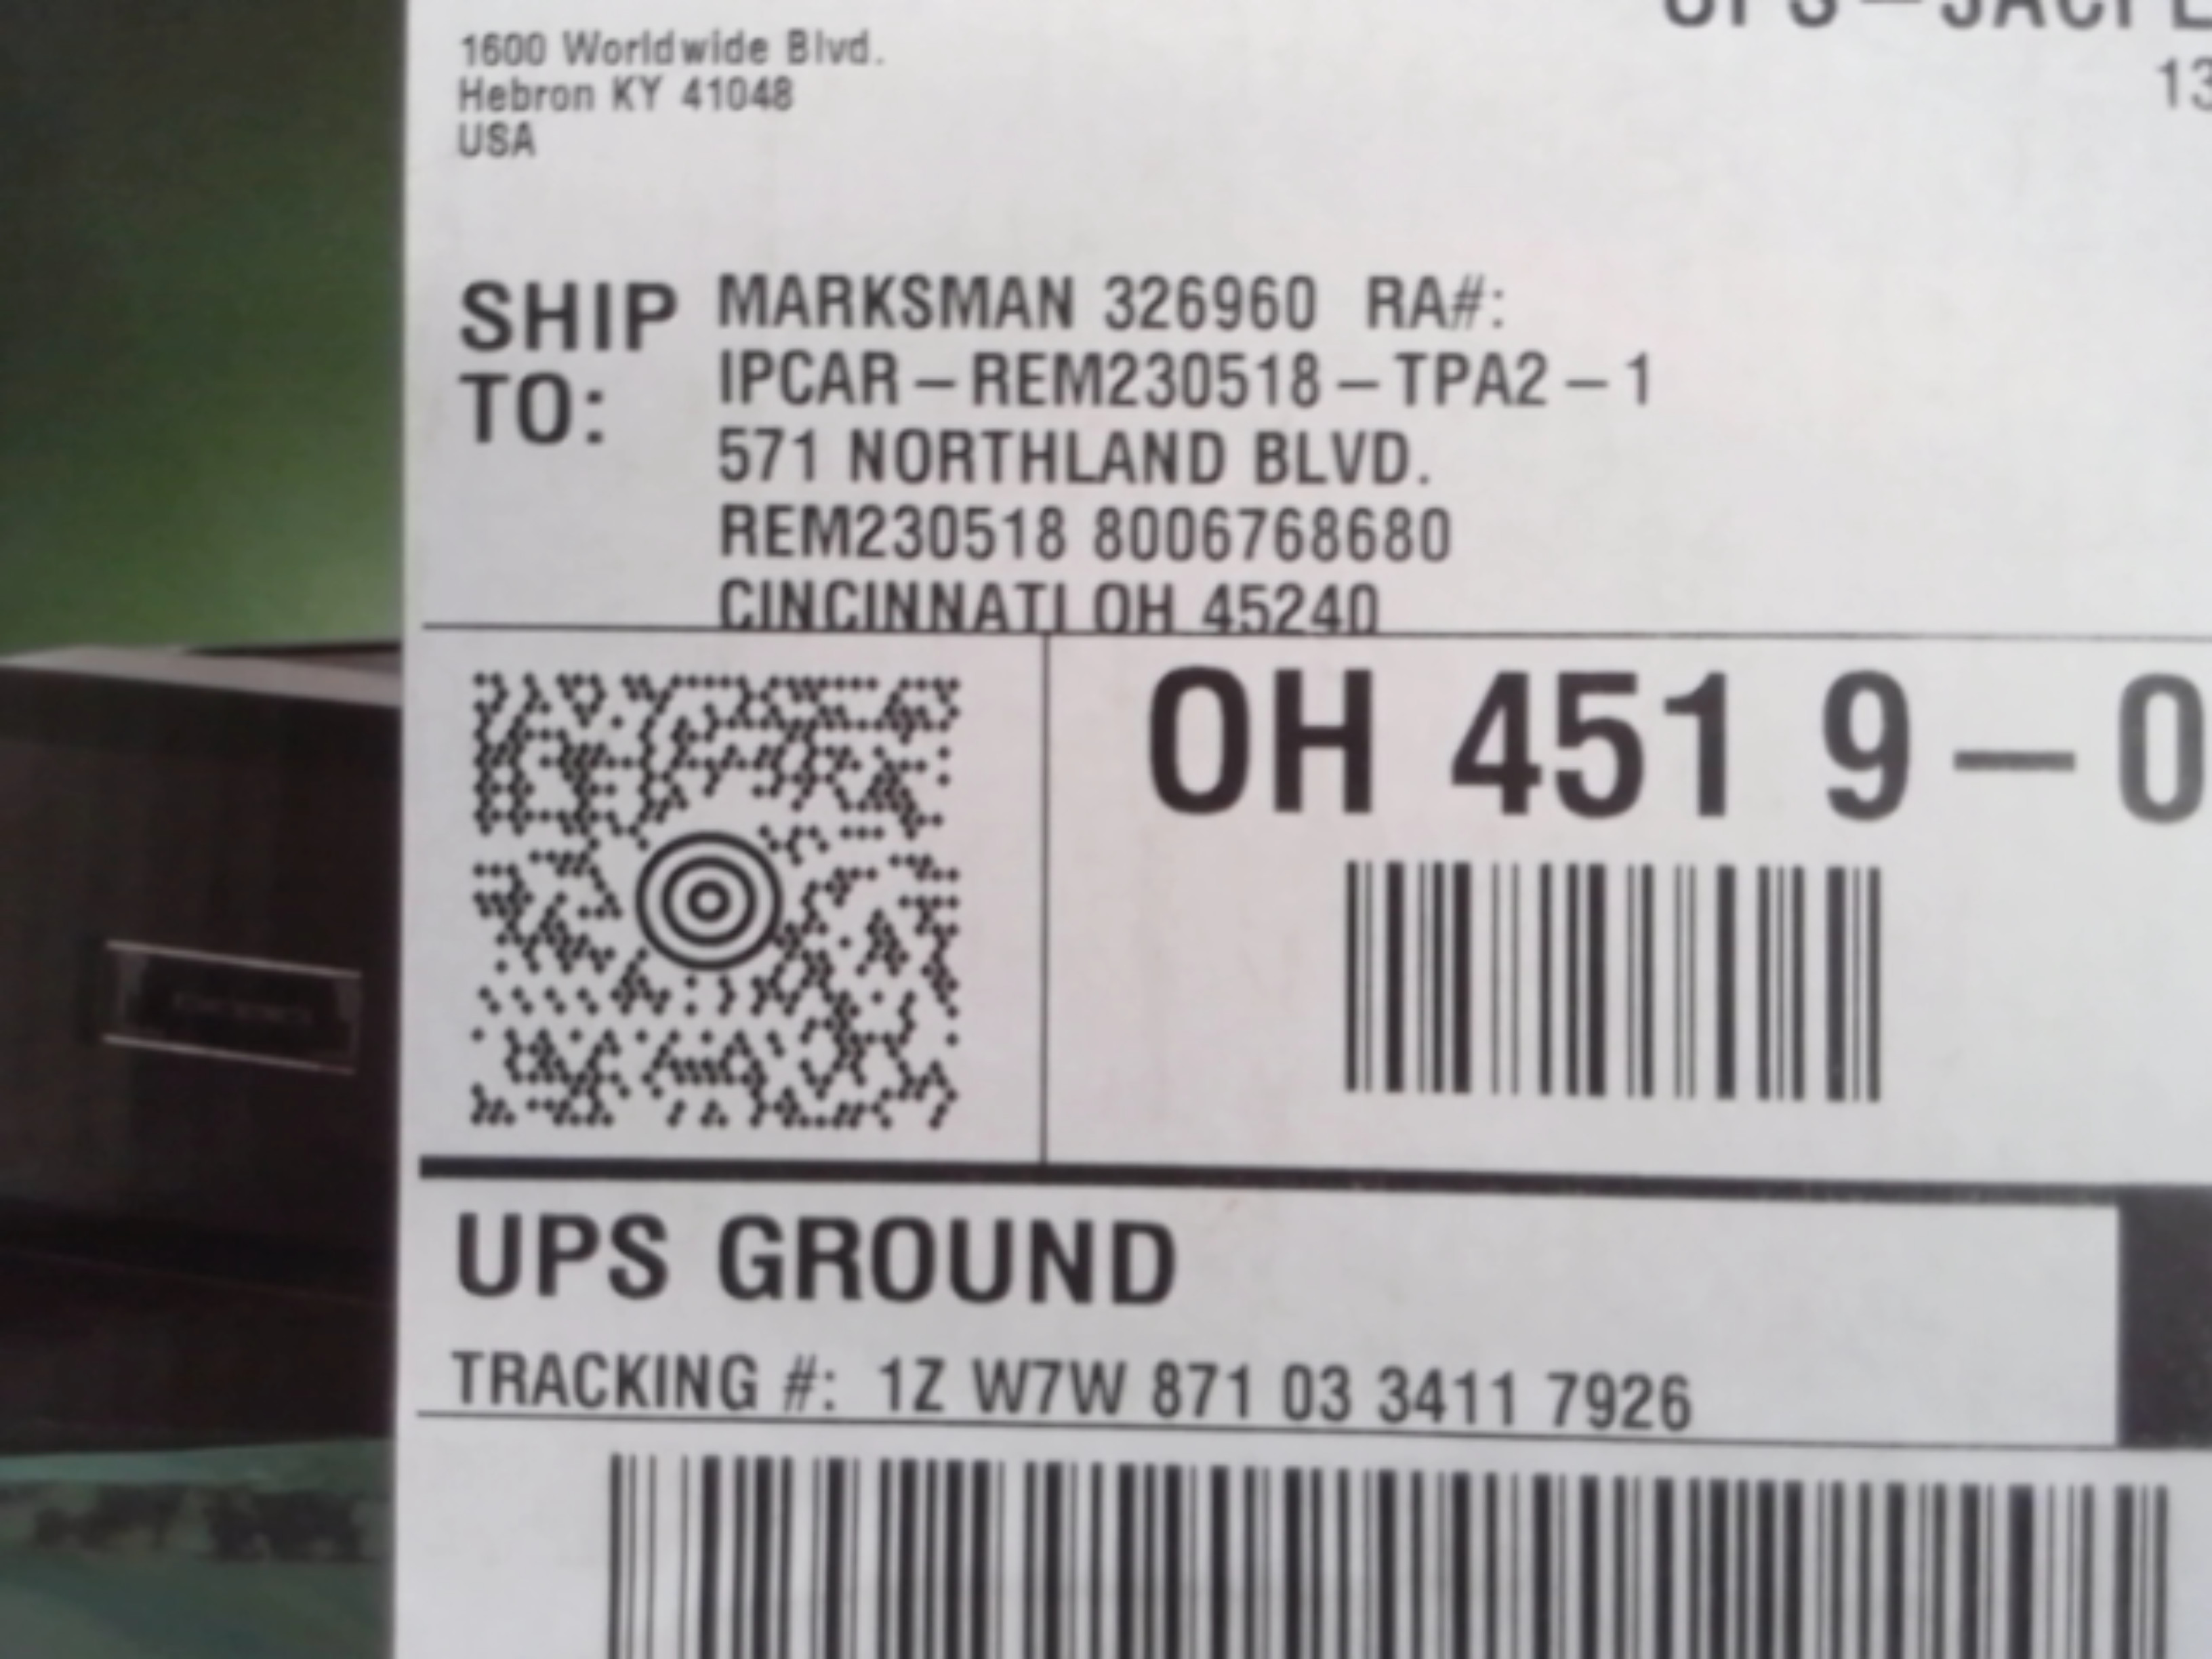 1600 Worldwide Blvd.
Hebron KY 41048
USA
13
SHIP TO:
MARKSMAN 326960 RA#:
IPCAR-REM230518-TPA2-1
571 NORTHLAND BLVD.
REM230518 8006768680
CINCINNATI OH 45240
OH 451 9-0
UPS GROUND
TRACKING #: 1Z W7W 871 03 3411 7926